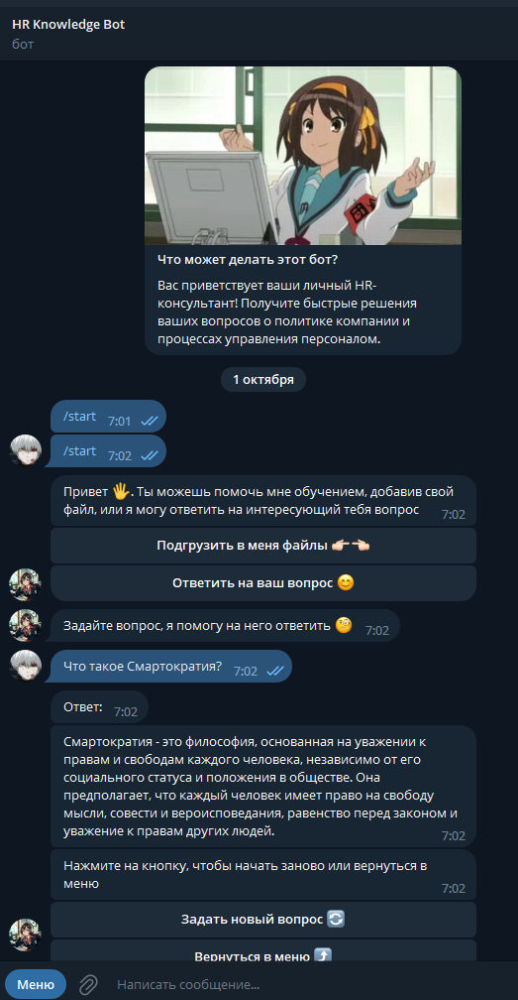 HR Knowledge Bot
бот
Что может делать этот бот?
Вас приветствует ваши личный HR-
консультант! Получите быстрые решения
ваших вопросов о политике компании и
процессах управления персоналом.
1 октября
/start 7:01
/start 7:02
Привет 🖐. Ты можешь помочь мне обучением, добавив свой
файл, или я могу ответить на интересующий тебя вопрос 7:02
Подгрузить в меня файлы 👉🏻👈🏻
Ответить на ваш вопрос 😊
Задайте вопрос, я помогу на него ответить 🧐 7:02
Что такое Смартократия? 7:02
Ответ: 7:02
Смартократия - это философия, основанная на уважении к
правам и свободам каждого человека, независимо от его
социального статуса и положения в обществе. Она
предполагает, что каждый человек имеет право на свободу
мысли, совести и вероисповедания, равенство перед законом и
уважение к правам других людей. 7:02
Нажмите на кнопку, чтобы начать заново или вернуться в
меню 7:02
Задать новый вопрос 🔄
Вернуться в меню ⤴️
Меню
Написать сообщение...